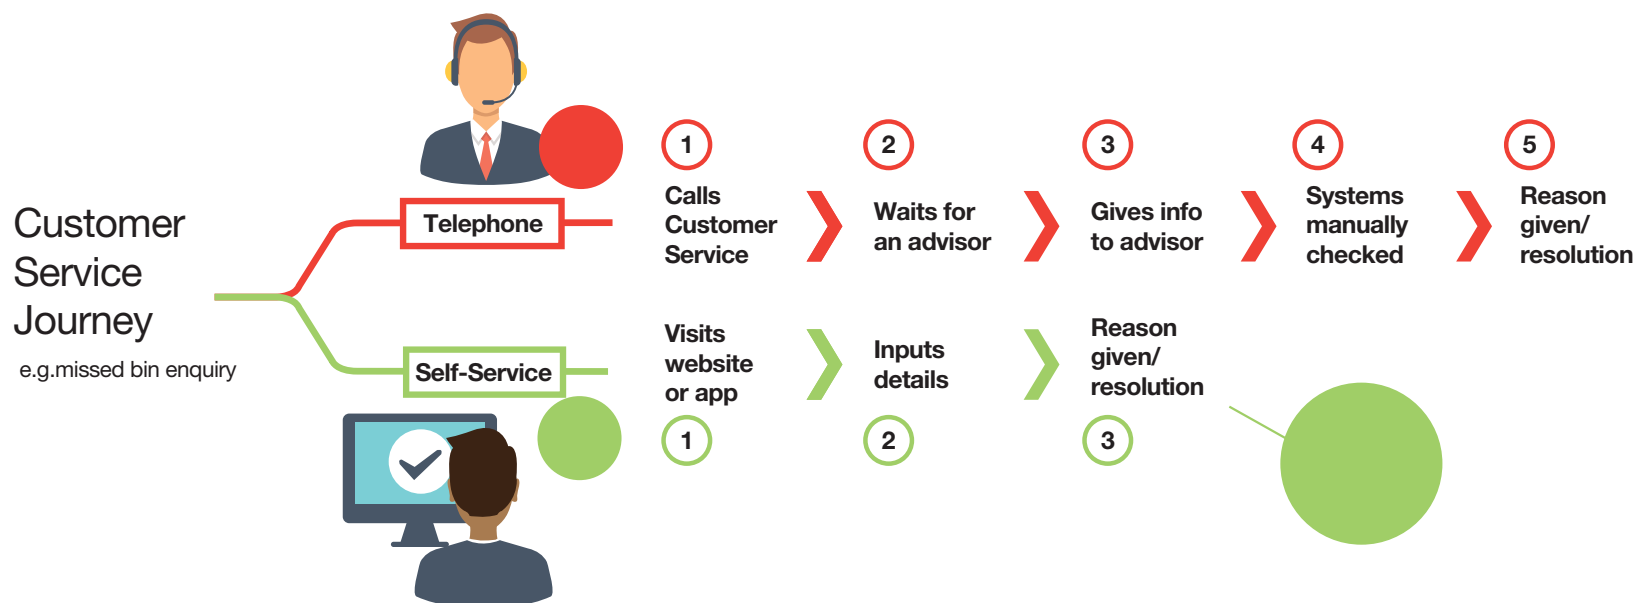 Customer
Service
Journey
e.g.missed bin enquiry
Telephone
1
Calls
Customer
Service
2
Waits for
an advisor
3
Gives info
to advisor
4
Systems
manually
checked
5
Reason
given/
resolution
Self-Service
Visits
website
or app
1
Inputs
details
2
Reason
given/
resolution
3